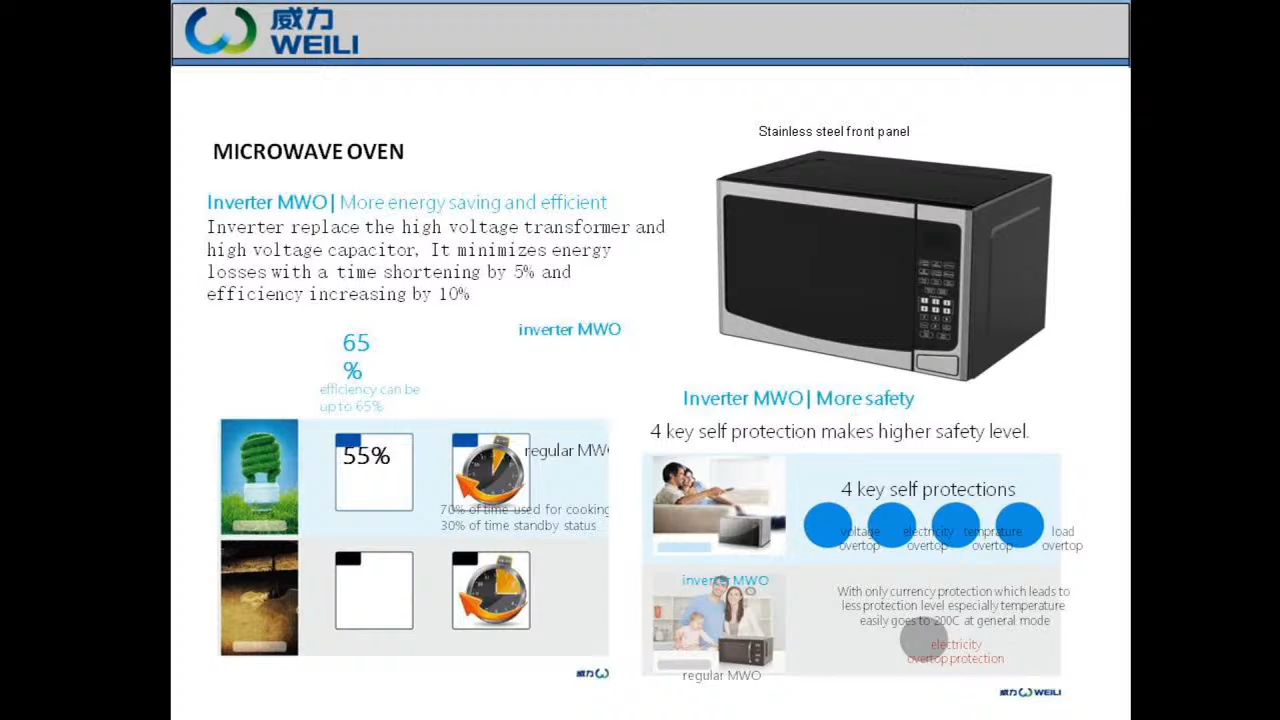 威力
WEILI
Stainless steel front panel
MICROWAVE OVEN
Inverter MWO| More energy saving and efficient
Inverter replace the high voltage transformer and
high voltage capacitor, It minimizes energy
losses with a time shortening by 5% and
efficiency increasing by 10%
inverter MWO
65
%
efficiency can be
up to 65%
55%
regular MW
70% of time used for cooking
30% of time standby status
威力
Inverter MWO| More safety
4 key self protection makes higher safety level.
4 key self protections
voltage
overtop
electricity
overtop
temprature
overtop
load
overtop
inverter MWO
With only currency protection which leads to
less protection level especially temperature
easily goes to 200C at general mode
electricity
overtop protection
regular MWO
威力 WEILI